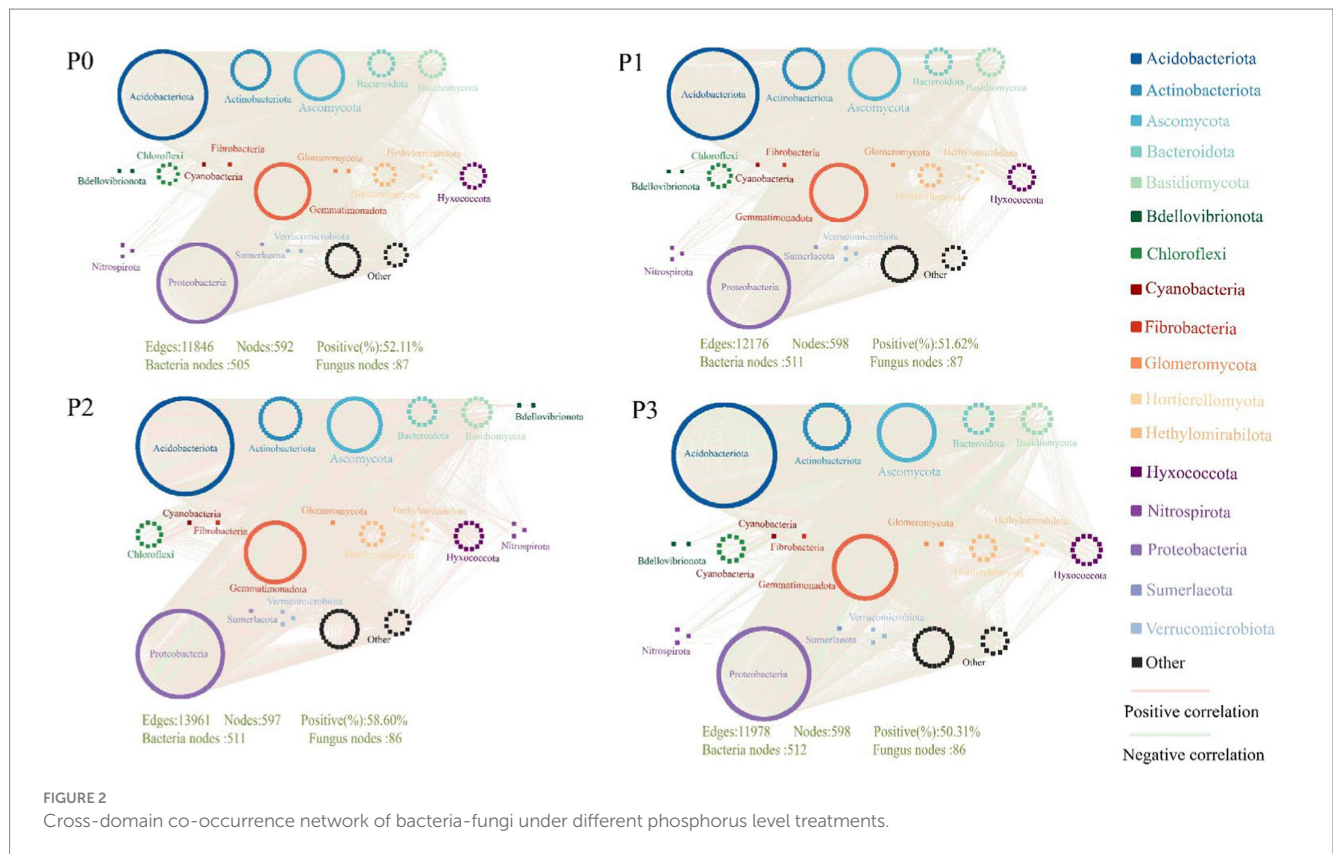 P0
Acidobacteriota
Actinobacteriota
Ascomycota
Bacteroidota
Basidiomycota
Chloroflexi
Fibrobacteria
Glomeromycota
Hethylomirabilota
Bdellovibrionota
Cyanobacteria
Horticrellomyota
Hyxococcota
Gemmatimonadota
Verrucomicrobiota
Nitrospirota
Sumerlaeota
Proteobacteria
Other
Edges:11846 Nodes:592 Positive(%):52.11%
Bacteria nodes :505 Fungus nodes :87
P1
Acidobacteriota
Actinobacteriota
Ascomycota
Bacteroidota
Basidiomycota
Chloroflexi
Fibrobacteria
Glomeromycota
Hethylomirabilota
Bdellovibrionota
Cyanobacteria
Hyxococcota
Gemmatimonadota
Verrucomicrobiota
Nitrospirota
Sumerlaeota
Proteobacteria
Other
Edges:12176 Nodes:598 Positive(%):51.62%
Bacteria nodes :511 Fungus nodes :87
P2
Bdellovibrionota
Acidobacteriota
Actinobacteriota
Ascomycota
Bacteroidota
Basidiomycota
Cyanobacteria
Glomeromycota
Hethylomirabilota
Fibrobacteria
Chloroflexi
Hyxococcota
Nitrospirota
Gemmatimonadota
Verrucomicrobiota
Sumerlaeota
Proteobacteria
Other
Edges:13961 Nodes:597 Positive(%):58.60%
Bacteria nodes :511 Fungus nodes :86
P3
Acidobacteriota
Actinobacteriota
Ascomycota
Bacteroidota
Basidiomycota
Cyanobacteria
Glomeromycota
Hethylomirabilota
Fibrobacteria
Bdellovibrionota
Cyanobacteria
Gemmatimonadota
Hyxococcota
Verrucomicrobiota
Nitrospirota
Sumerlaeota
Proteobacteria
Other
Edges:11978 Nodes:598 Positive(%):50.31%
Bacteria nodes :512 Fungus nodes :86
Acidobacteriota
Actinobacteriota
Ascomycota
Bacteroidota
Basidiomycota
Bdellovibrionota
Chloroflexi
Cyanobacteria
Fibrobacteria
Glomeromycota
Hortierellomyota
Hethylomirabilota
Hyxococcota
Nitrospirota
Proteobacteria
Sumerlaeota
Verrucomicrobiota
Other
Positive correlation
Negative correlation
FIGURE 2
Cross-domain co-occurrence network of bacteria-fungi under different phosphorus level treatments.